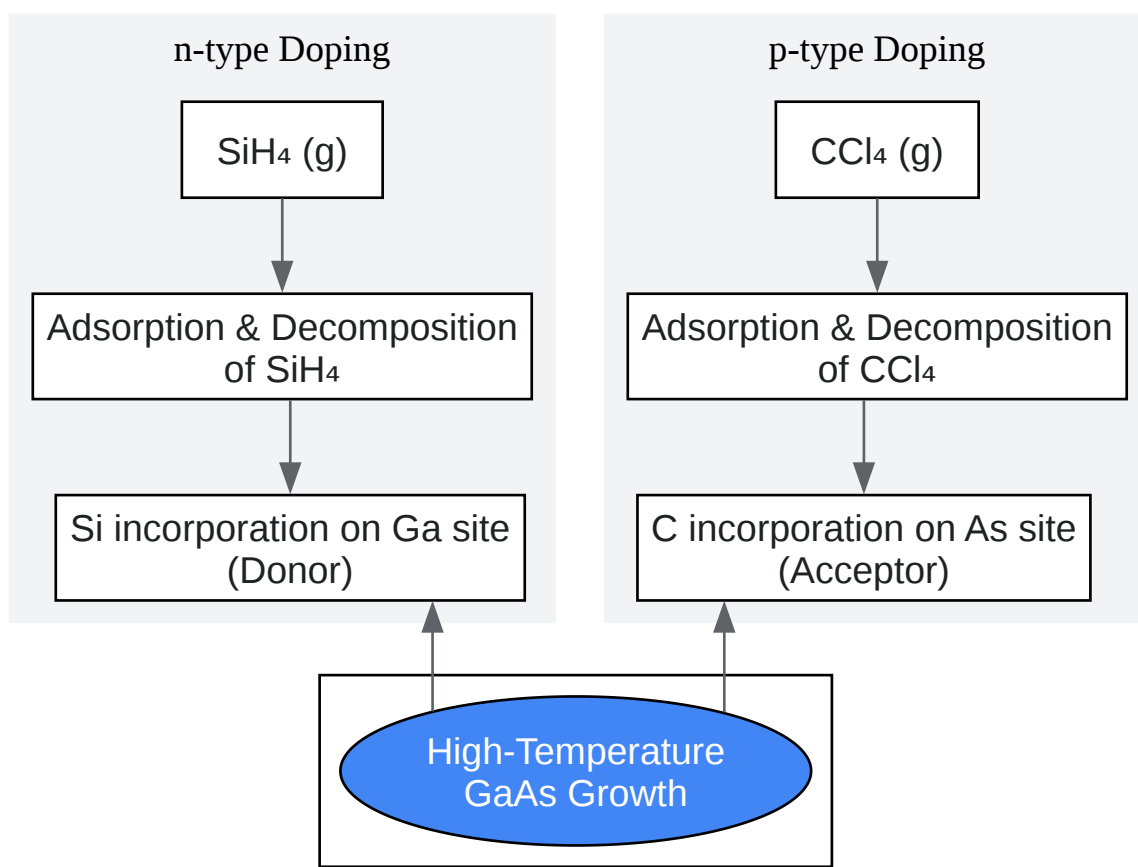 n-type Doping
SiH₄ (g)
Adsorption & Decomposition
of SiH₄
Si incorporation on Ga site
(Donor)
p-type Doping
CCl₄ (g)
Adsorption & Decomposition
of CCl₄
C incorporation on As site
(Acceptor)
High-Temperature
GaAs Growth